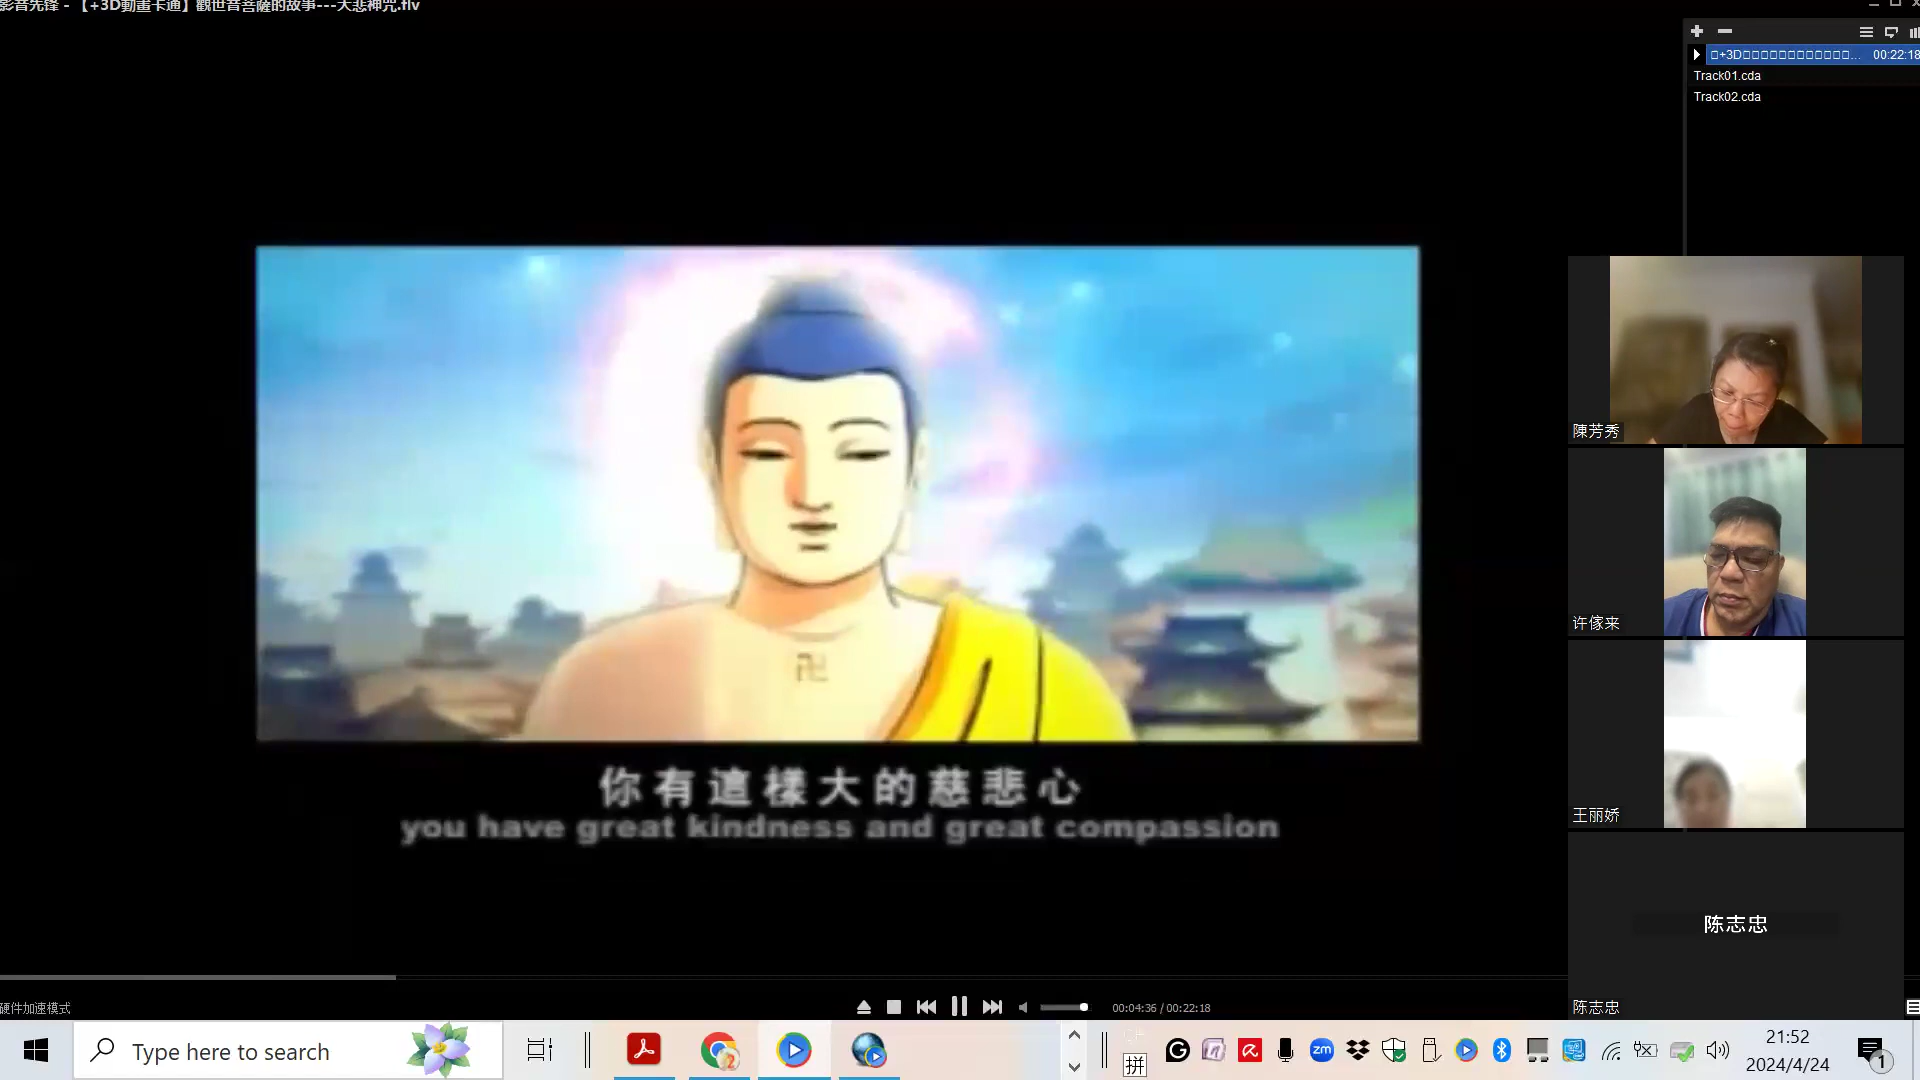 影音先锋 - 【+3D動畫卡通】觀世音菩薩的故事---大悲神咒.flv
+3D
... 00:22:18
Track01.cda
Track02.cda
陳芳秀
许傢来
王丽娇
陈志忠
陈志忠
卍
你有這樣大的慈悲心
you have great kindness and great compassion
硬件加速模式
00:04:36 / 00:22:18
Type here to search
zm
拼
21:52
2024/4/24
1